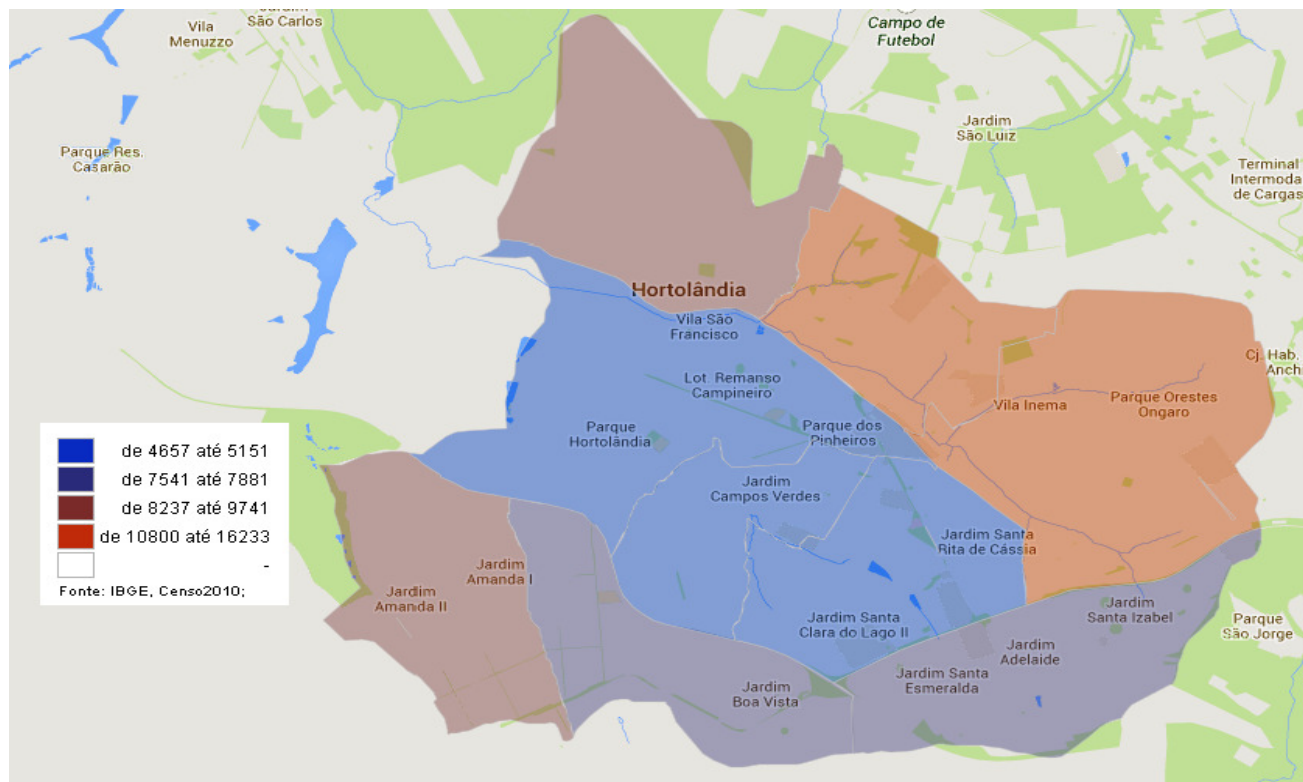 Jardim
São Carlos
Vila
Menuzzo
Campo de
Futebol
Jardim
São Luiz
Parque Res.
Casarão
Terminal
Intermoda
de Cargas
Hortolândia
Vila São
Francisco
Lot. Remanso
Campineiro
Cj. Hab.
Anch
Vila Inema
Parque Orestes
Ongaro
Parque
Hortolândia
Parque dos
Pinheiros
Jardim
Campos Verdes
Jardim Santa
Rita de Cássia
de 4657 até 5151
de 7541 até 7881
de 8237 até 9741
de 10800 até 16233
-
Fonte: IBGE, Censo2010;
Jardim
Amanda I
Jardim
Amanda II
Jardim Santa
Clara do Lago II
Jardim
Santa Izabel
Parque
São Jorge
Jardim
Adelaide
Jardim Santa
Esmeralda
Jardim
Boa Vista